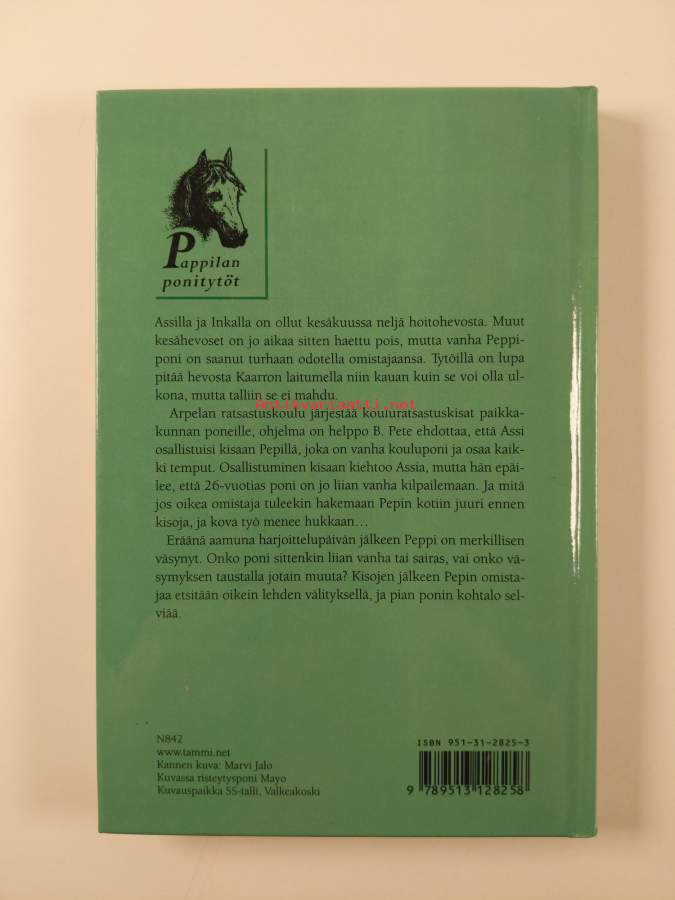 Pappilan
ponitytöt
Assilla ja Inkalla on ollut kesäkuussa neljä hoitohevosta. Muut
kesähevoset on jo aikaa sitten haettu pois, mutta vanha Peppi-
poni on saanut turhaan odotella omistajaansa. Tytöillä on lupa
pitää hevosta Kaarron laitumella niin kauan kuin se voi olla ul-
kona, mutta talliin se ei mahdu.
Antikvariaatti.net
Arpelan ratsastuskoulu järjestää kouluratsastuskisat paikka-
kunnan poneille, ohjelma on helppo B. Pete ehdottaa, että Assi
osallistuisi kisaan Pepillä, joka on vanha kouluponi ja osaa kaik-
ki temput. Osallistuminen kisaan kiehtoo Assia, mutta hän epäi-
lee, että 26-vuotias poni on jo liian vanha kilpailemaan. Ja mitä
jos oikea omistaja tuleekin hakemaan Pepin kotiin juuri ennen
kisoja, ja kova työ menee hukkaan…
Eräänä aamuna harjoittelupäivän jälkeen Peppi on merkillisen
väsynyt. Onko poni sittenkin liian vanha tai sairas, vai onko vä-
symyksen taustalla jotain muuta? Kisojen jälkeen Pepin omista-
jaa etsitään oikein lehden välityksellä, ja pian ponin kohtalo sel-
viää.
N842
www.tammi.net
Kannen kuva: Marvi Jalo
Kuvassa risteytysponi Mayo
Kuvauspaikka SS-talli, Valkeakoski
ISBN 951-31-2825-3
9 789513 128258